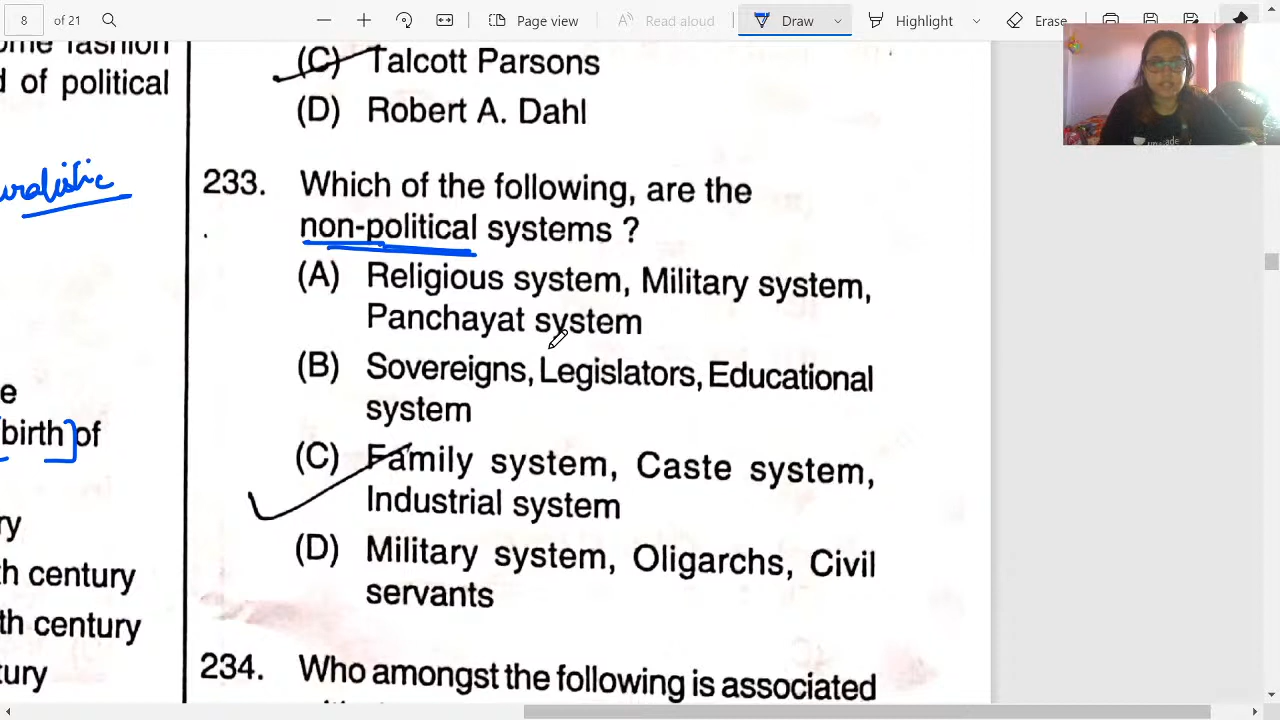 8 of 21 Page view Read aloud Draw Highlight Erase
ome fashion
d of political
uralistic
e
birth] of
ry
th century
th century
tury
(C) Talcott Parsons
(D) Robert A. Dahl
233. Which of the following, are the
non-political systems ?
(A) Religious system, Military system,
Panchayat system
(B) Sovereigns, Legislators, Educational
system
(C) Family system, Caste system,
Industrial system
(D) Military system, Oligarchs, Civil
servants
234. Who amongst the following is associated